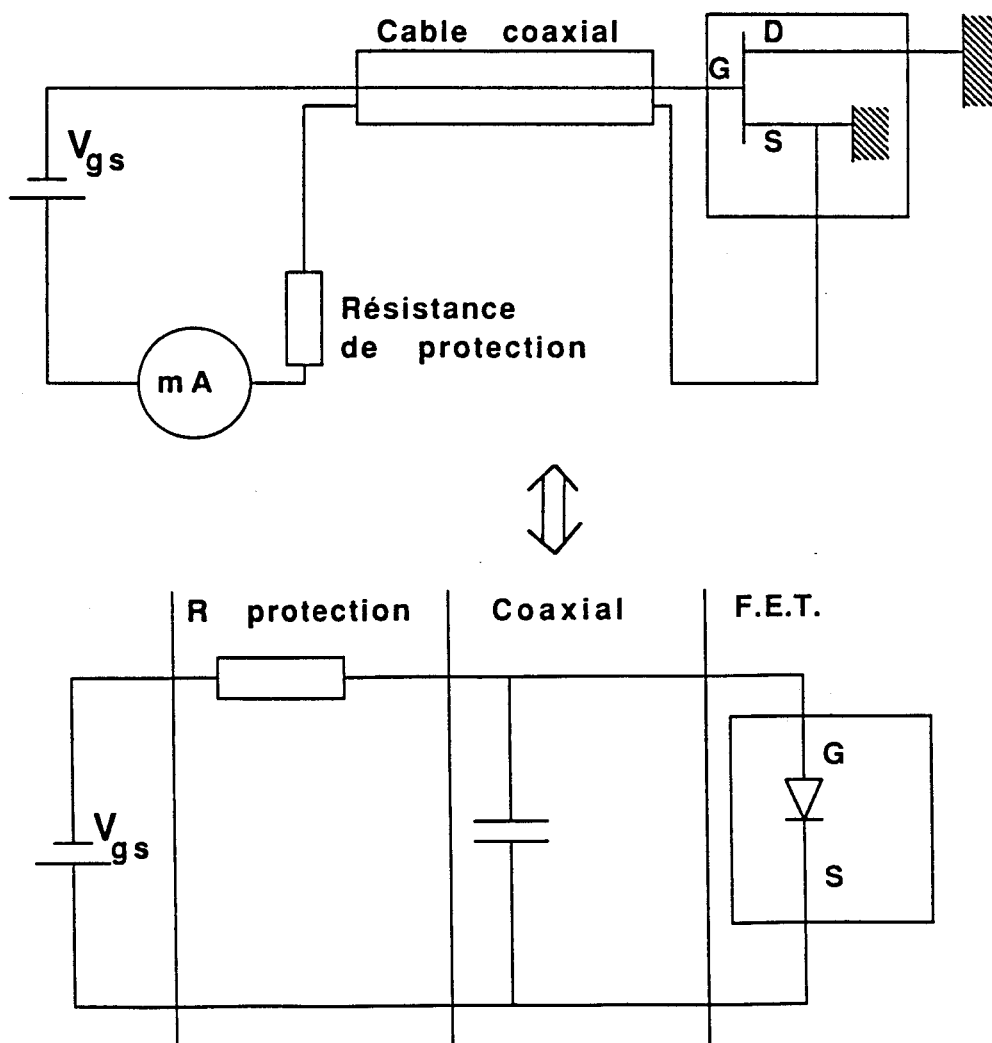 Cable coaxial
D
G
V gs
S
Résistance
de protection
mA
R protection
Coaxial
F.E.T.
G
V gs
S